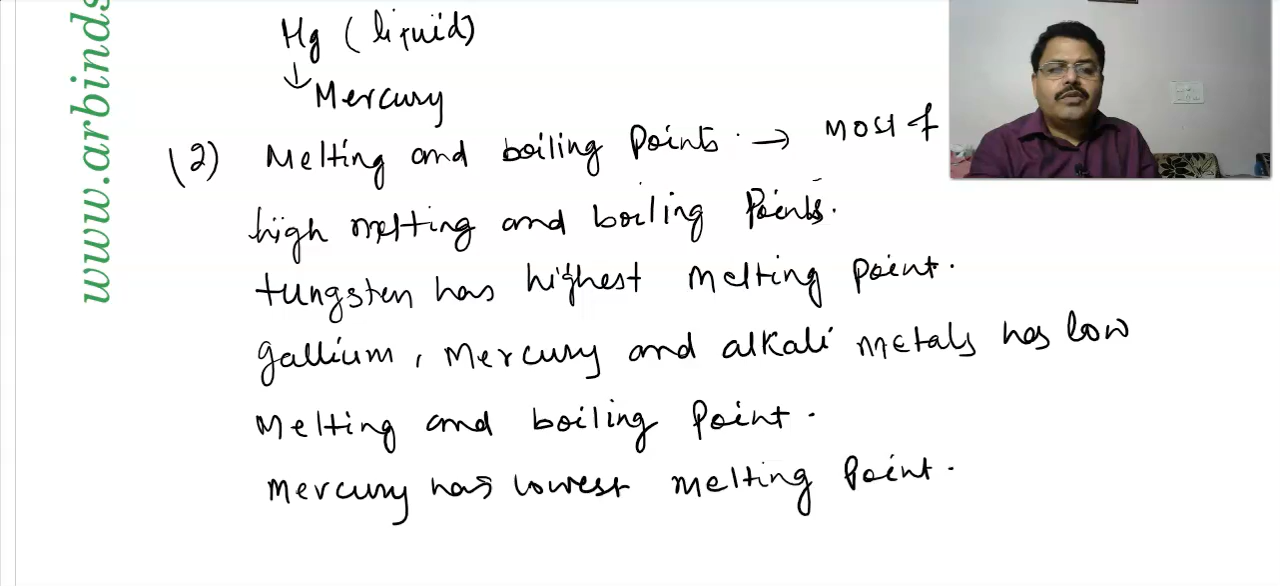 Hg (liquid)
↓ Mercury
(2) Melting and boiling Points. → Most of
high melting and boiling Points.
tungsten has highest melting Point.
gallium, Mercury and alkali metals has low
Melting and boiling Point.
Mercury has lowest melting Point.
www.arbinds